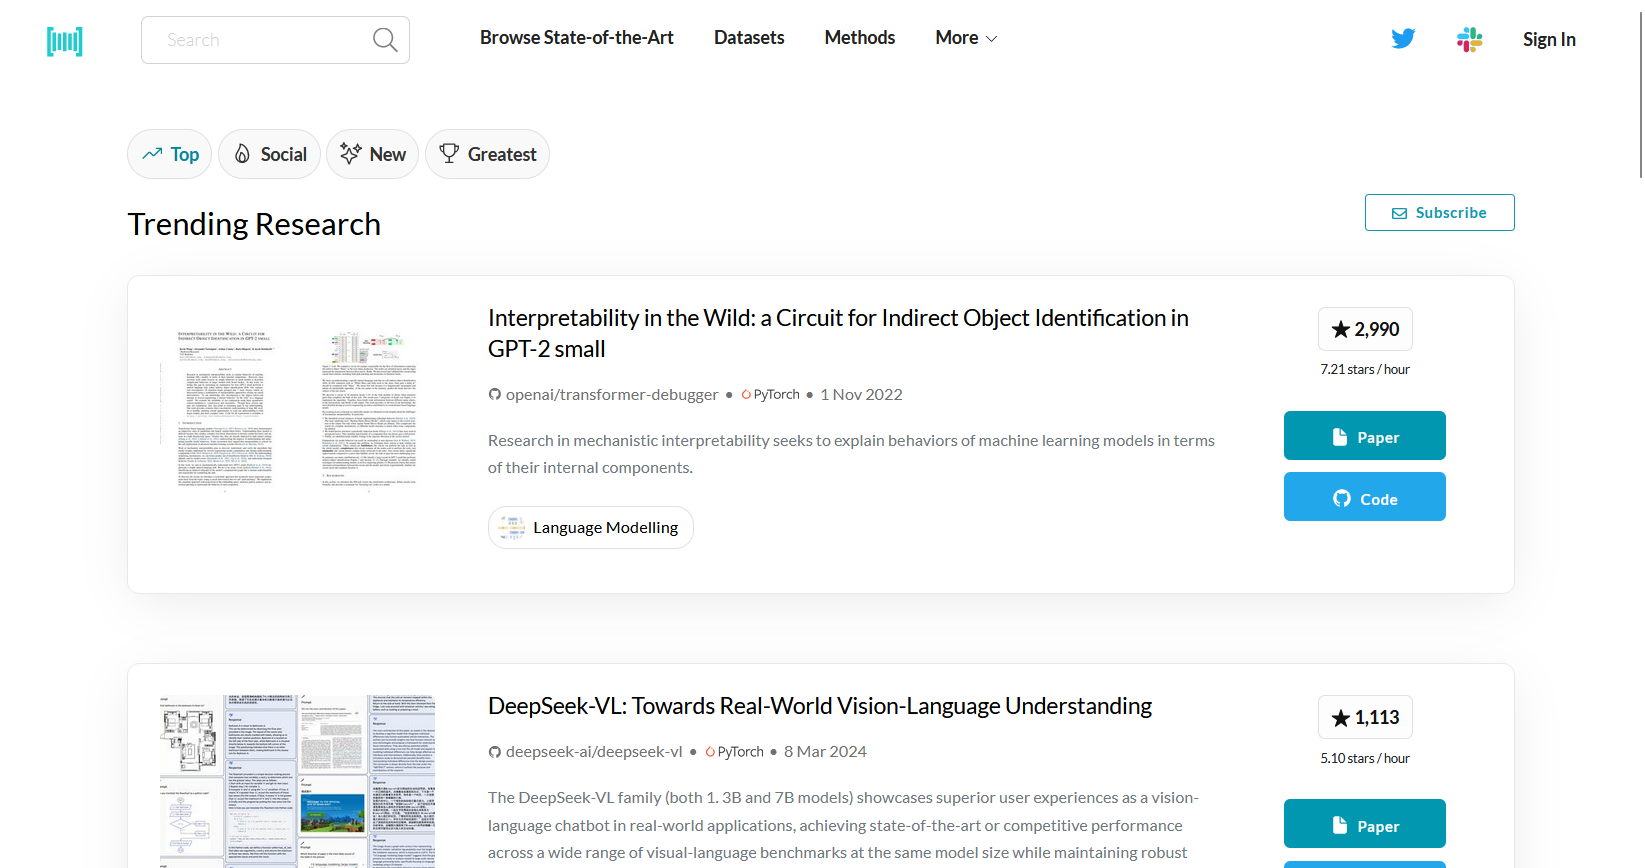 Search
Browse State-of-the-Art
Datasets
Methods
More
Sign In
Top
Social
New
Greatest
Trending Research
Subscribe
Interpretability in the Wild: a Circuit for Indirect Object Identification in
GPT-2 small
openai/transformer-debugger • PyTorch • 1 Nov 2022
Research in mechanistic interpretability seeks to explain behaviors of machine learning models in terms
of their internal components.
Language Modelling
2,990
7.21 stars / hour
Paper
Code
DeepSeek-VL: Towards Real-World Vision-Language Understanding
deepseek-ai/deepseek-vl • PyTorch • 8 Mar 2024
The DeepSeek-VL family (both 1. 3B and 7B models) showcases superior user experiences as a vision-
language chatbot in real-world applications, achieving state-of-the-art or competitive performance
across a wide range of visual-language benchmarks at the same model size while maintaining robust
1,113
5.10 stars / hour
Paper